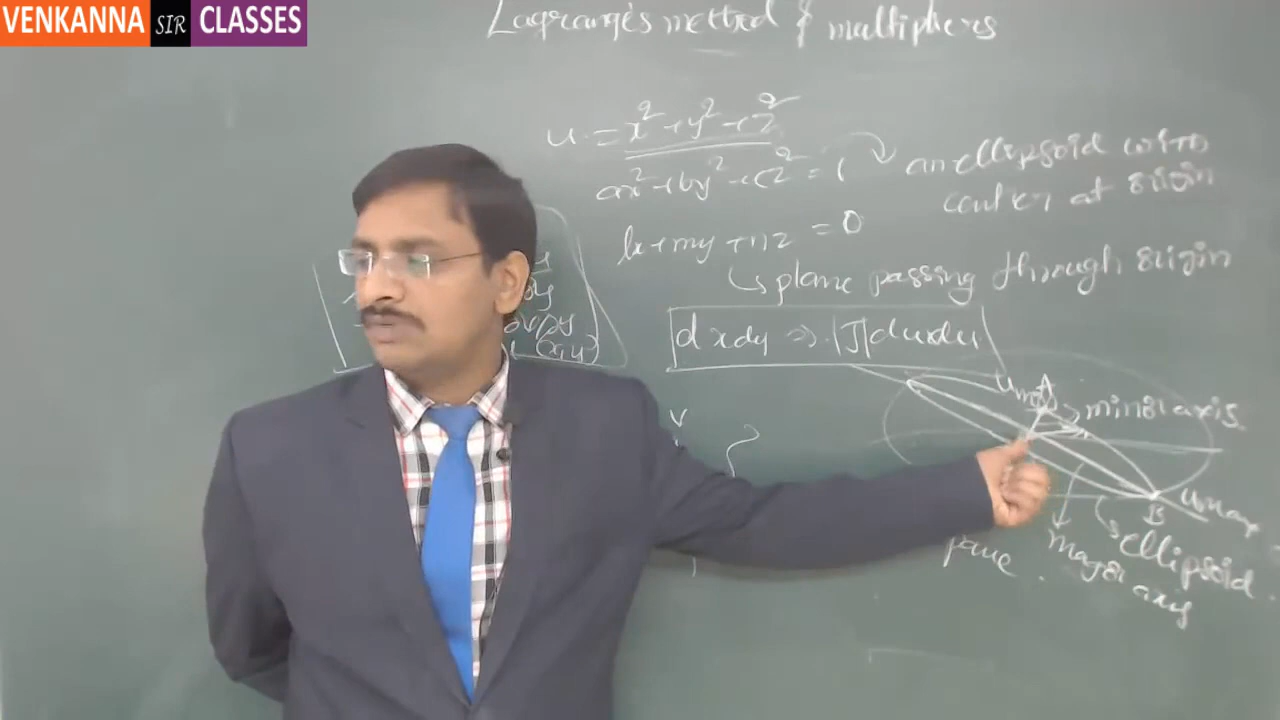 VENKANNA SIR CLASSES
Lagrange's method of multipliers
u = x² + y² + z²
ax² + by² + cz² = 1
an ellipsoid with
center at origin
lx + my + nz = 0
plane passing through origin
dxdy ⇒ |J| dudv
(x,y)
A
minor axis
v
B
umax
ellipsoid
major axis